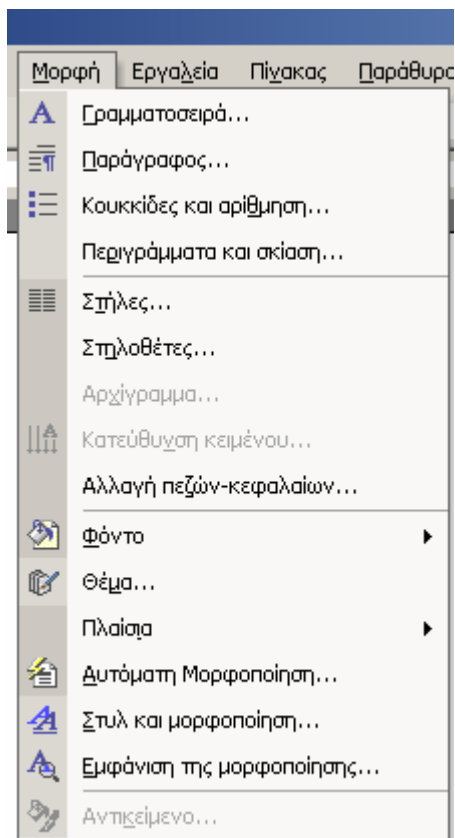 Μορφή Εργαλεία Πίνακας Παράθυρο
Γραμματοσειρά...
Παράγραφος...
Κουκκίδες και αρίθμηση...
Περιγράμματα και σκίαση...
Στήλες...
Στηλοθέτες...
Αρχίγραμμα...
Κατεύθυνση κειμένου...
Αλλαγή πεζών-κεφαλαίων...
Φόντο
Θέμα...
Πλαίσια
Αυτόματη Μορφοποίηση...
Στυλ και μορφοποίηση...
Εμφάνιση της μορφοποίησης...
Αντικείμενο...